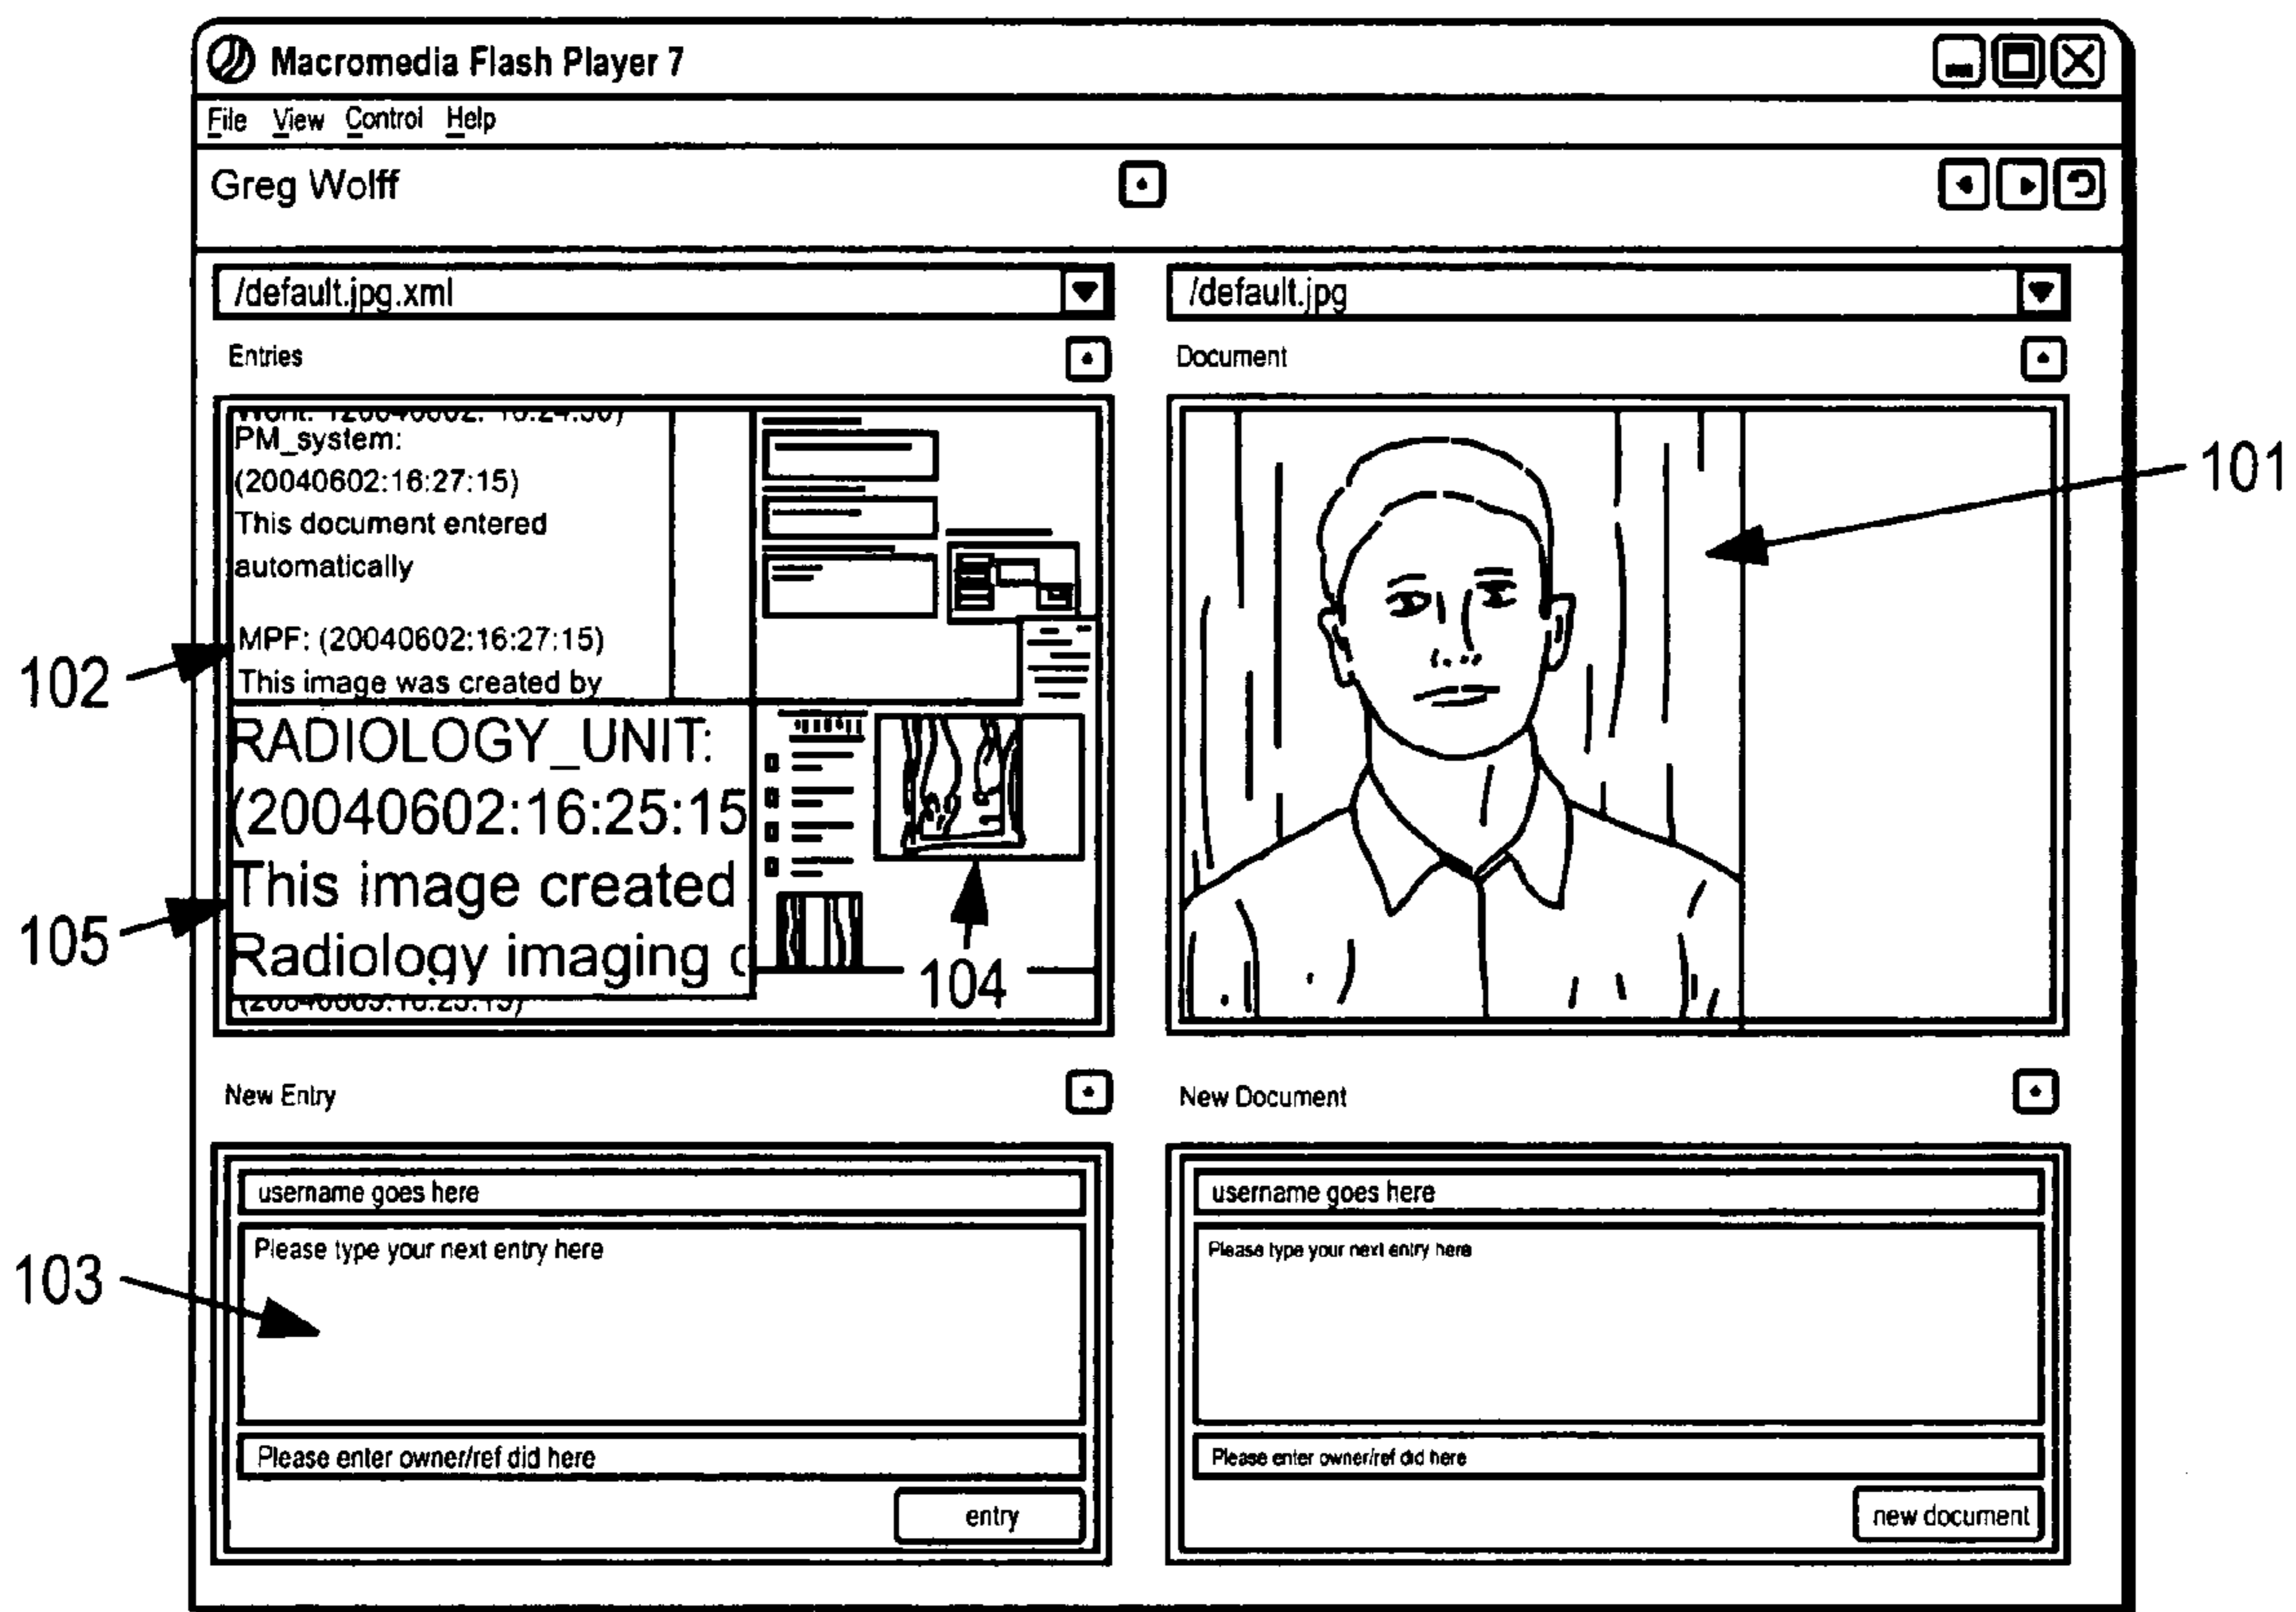 Macromedia Flash Player 7
File View Control Help
Greg Wolff
/default.jpg.xml
/default.jpg
Entries
Document
PM_system:
(20040602:16:27:15)
This document entered
automatically
MPF: (20040602:16:27:15)
This image was created by
RADIOLOGY_UNIT:
(20040602:16:25:15
This image created
Radiology imaging
101
102
105
104
New Entry
New Document
username goes here
username goes here
Please type your next entry here
Please type your next entry here
103
Please enter owner/ref did here
Please enter owner/ref did here
entry
new document